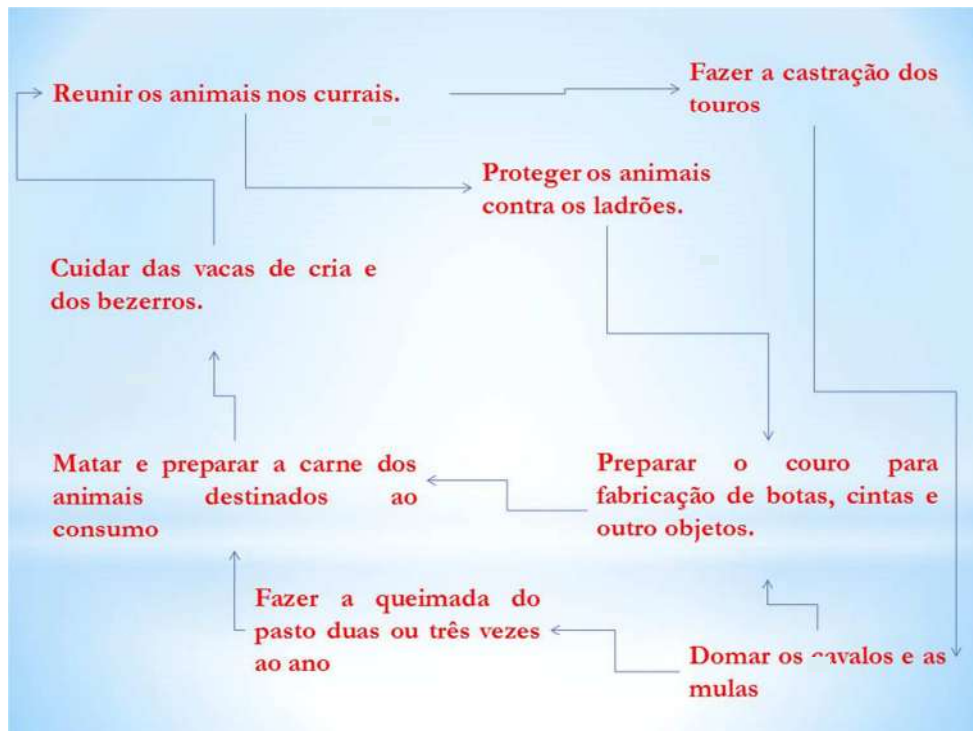 Reunir os animais nos currais.
Fazer a castração dos
touros
Proteger os animais
contra os ladrões.
Cuidar das vacas de cria e
dos bezerros.
Matar e preparar a carne dos
animais destinados ao
consumo
Preparar o couro para
fabricação de botas, cintas e
outro objetos.
Fazer a queimada do
pasto duas ou três vezes
ao ano
Domar os cavalos e as
mulas